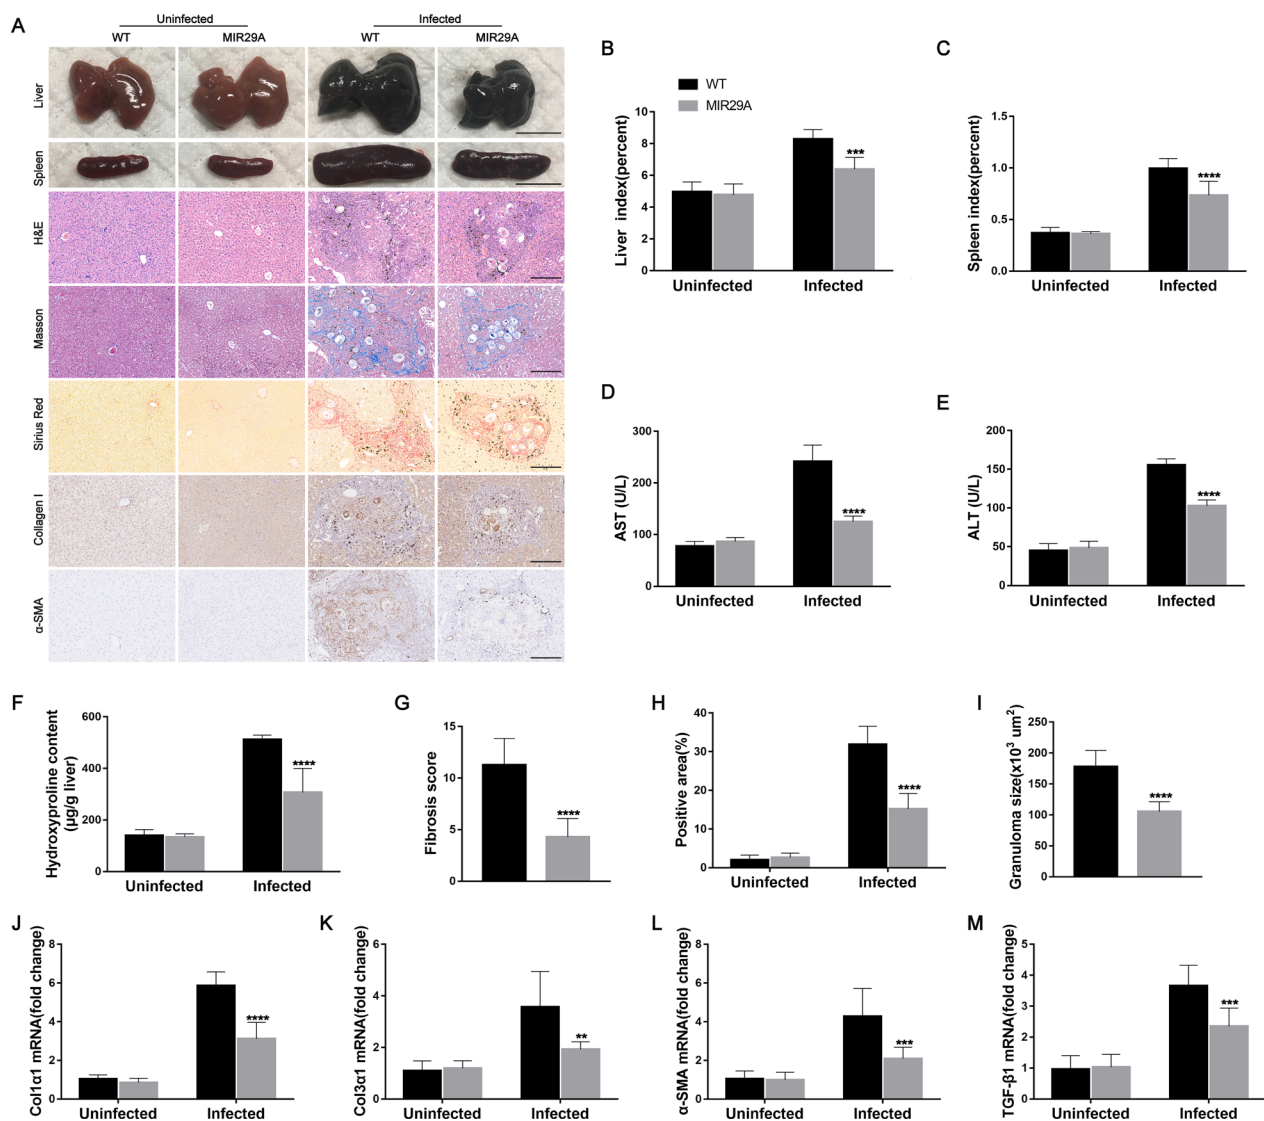 A
Uninfected
Infected
WT
MIR29A
WT
MIR29A
Liver
Spleen
H&E
Masson
Sirius Red
Collagen I
α-SMA
B
WT
MIR29A
Liver index(percent)
10
8
6
4
2
0
***
Uninfected
Infected
C
Spleen index(percent)
1.5
1.0
0.5
0.0
****
Uninfected
Infected
D
AST (U/L)
300
200
100
0
****
Uninfected
Infected
E
ALT (U/L)
200
150
100
50
0
****
Uninfected
Infected
F
Hydroxyproline content
(μg/g liver)
600
400
200
0
****
Uninfected
Infected
G
Fibrosis score
15
10
5
0
****
H
Positive area(%)
40
30
20
10
0
****
Uninfected
Infected
I
Granuloma size(x10³ um²)
250
200
150
100
50
0
****
J
Col1α1 mRNA(fold change)
8
6
4
2
0
****
Uninfected
Infected
K
Col3α1 mRNA(fold change)
6
4
2
0
**
Uninfected
Infected
L
α-SMA mRNA(fold change)
8
6
4
2
0
***
Uninfected
Infected
M
TGF-β1 mRNA(fold change)
5
4
3
2
1
0
***
Uninfected
Infected